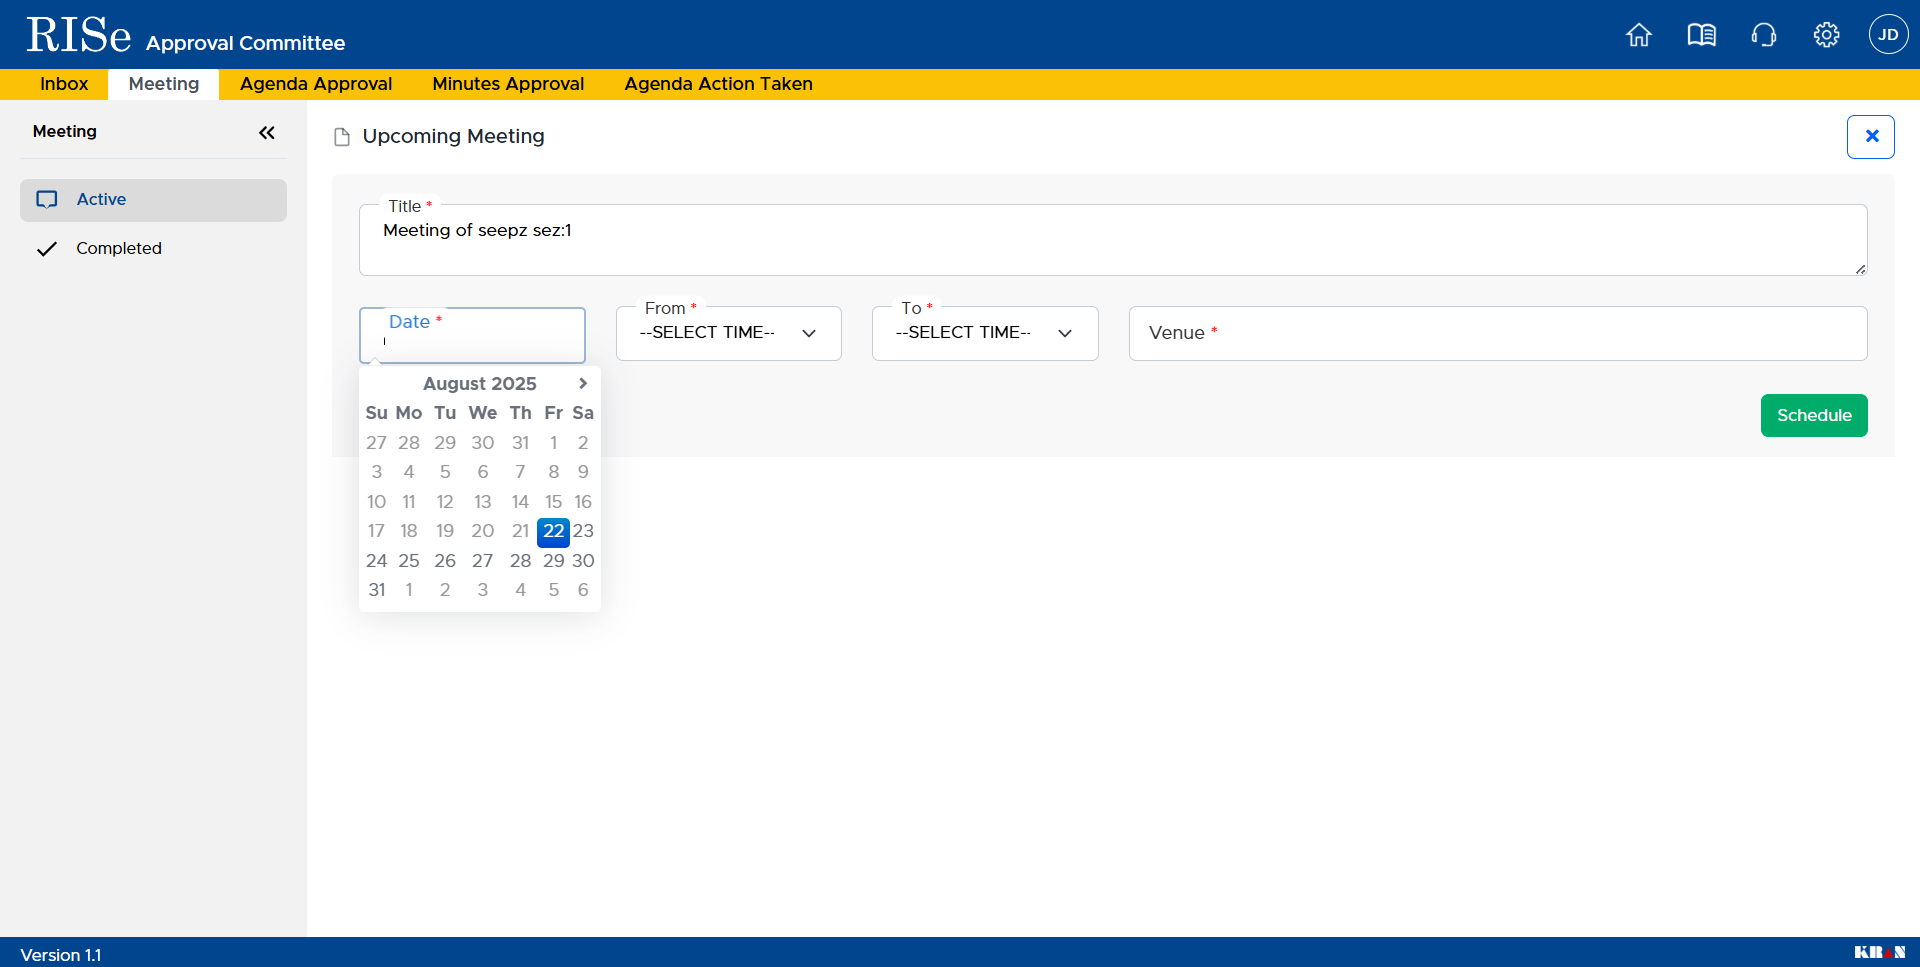 RISe Approval Committee
JD
Inbox Meeting Agenda Approval Minutes Approval Agenda Action Taken
Meeting
Active
Completed
Upcoming Meeting
Title *
Meeting of seepz sez:1
Date *
From *
--SELECT TIME--
To *
--SELECT TIME--
Venue *
August 2025
Su Mo Tu We Th Fr Sa
27 28 29 30 31 1 2
3 4 5 6 7 8 9
10 11 12 13 14 15 16
17 18 19 20 21 22 23
24 25 26 27 28 29 30
31 1 2 3 4 5 6
Schedule
Version 1.1
KRAN